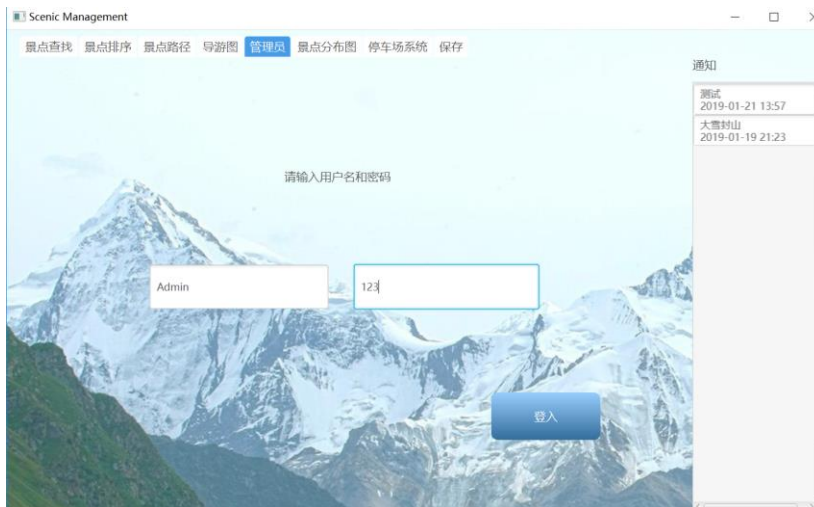 Scenic Management
景点查找 景点排序 景点路径 导游图 管理员 景点分布图 停车场系统 保存
通知
测试
2019-01-21 13:57
大雪封山
2019-01-19 21:23
请输入用户名和密码
Admin 123
登入